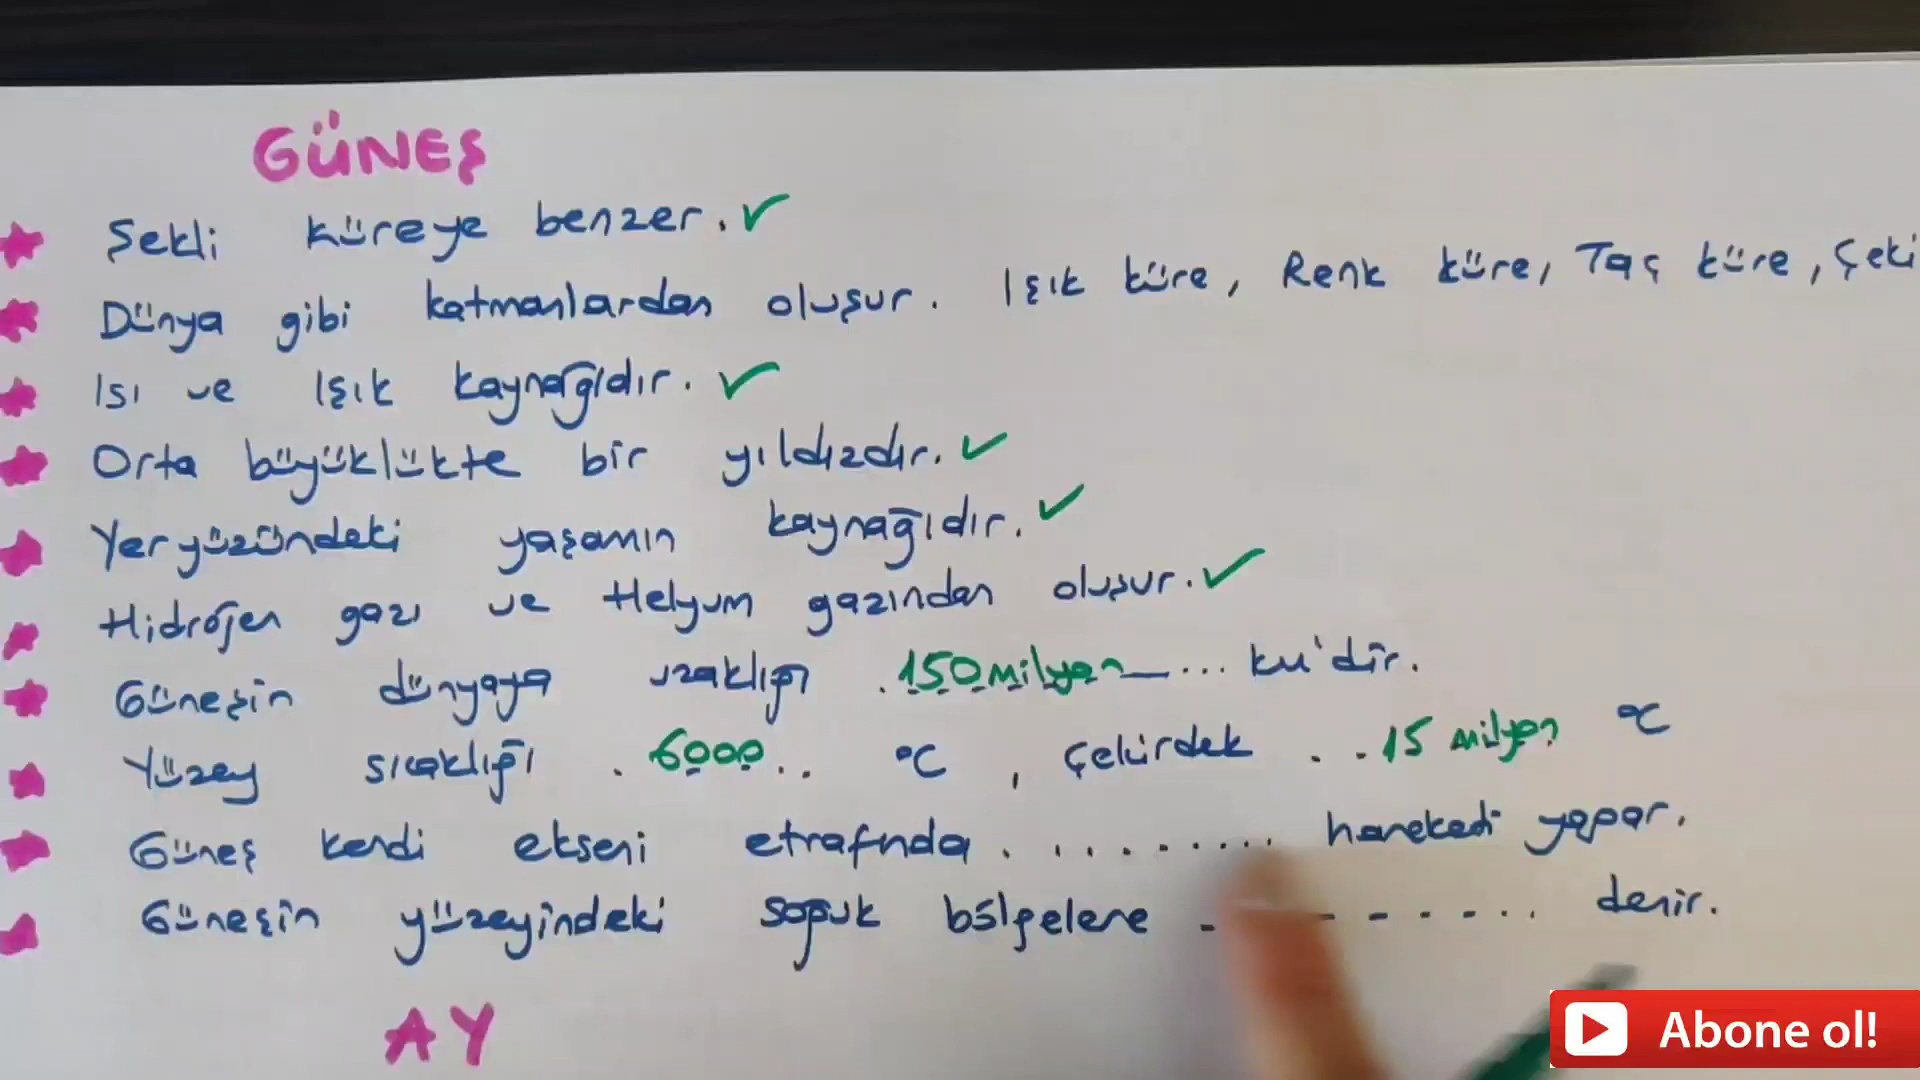 GÜNEŞ
Şekli küreye benzer. ✓
Dünya gibi katmanlardan oluşur. Işık küre, Renk küre, Taç küre, Çeki
Isı ve Işık kaynağıdır. ✓
Orta büyüklükte bir yıldızdır. ✓
Yeryüzündeki yaşamın kaynağıdır. ✓
Hidrojen gazı ve Helyum gazından oluşur. ✓
Güneşin dünyaya uzaklığı .150 milyon_... km'dir.
Yüzey sıcaklığı . 6000.. °C , Çekirdek . . 15 milyon °C
Güneş kendi ekseni etrafında . . . . . . . . . hareketi yapar.
Güneşin yüzeyindeki soğuk bölgelere - - - - - . . . denir.
AY
Abone ol!